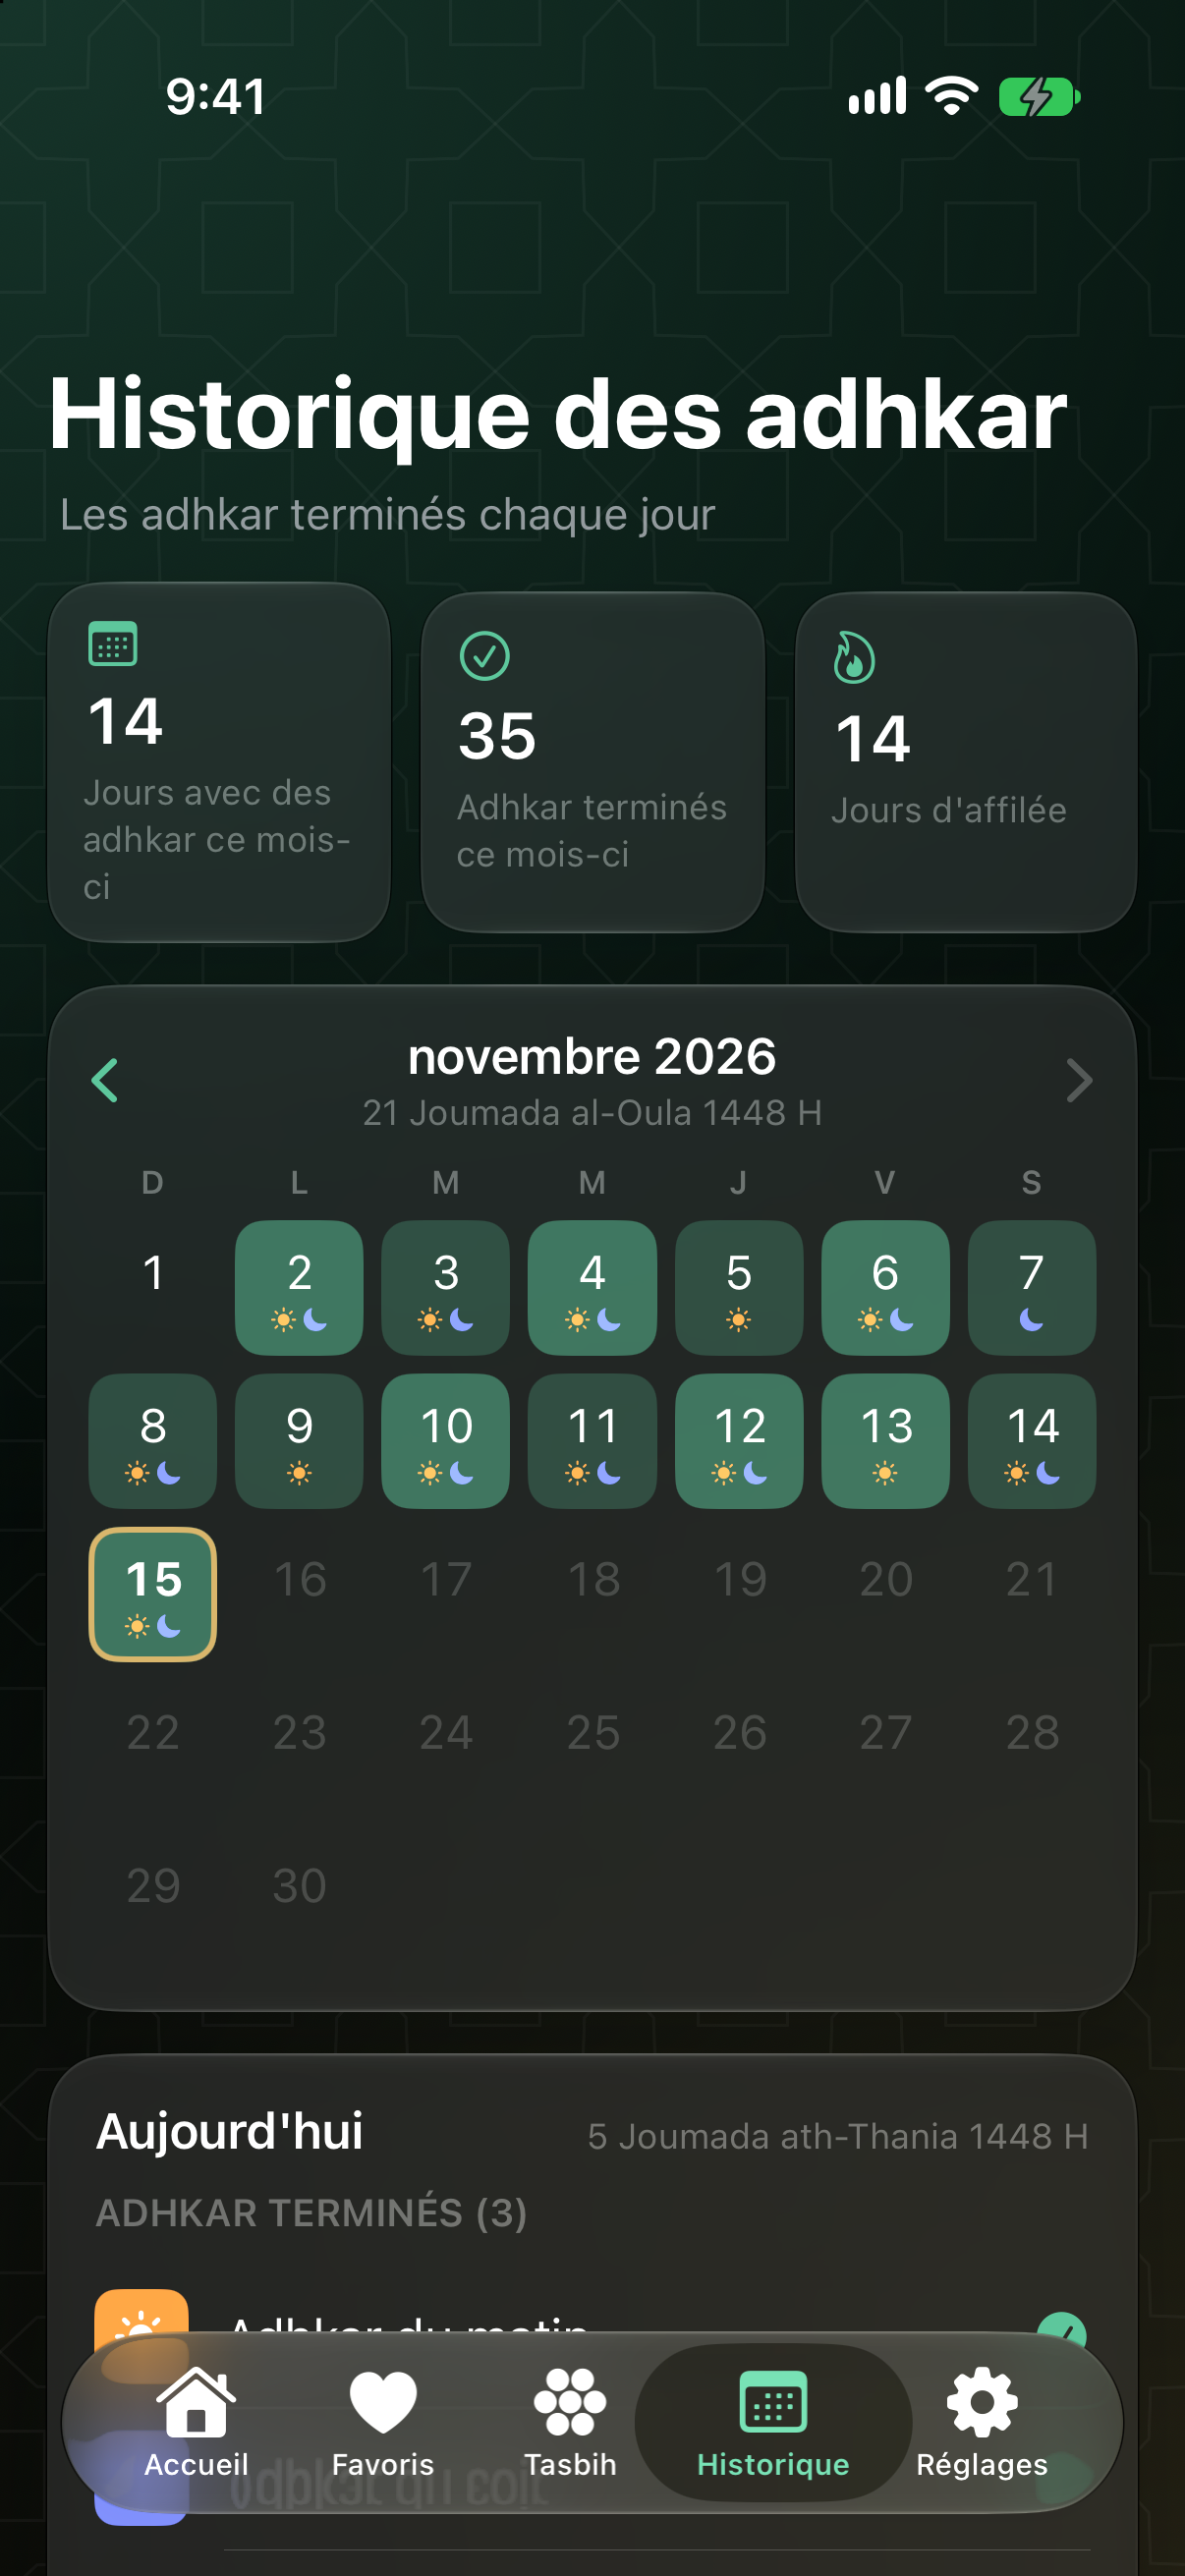 9:41
Historique des adhkar
Les adhkar terminés chaque jour
14
Jours avec des
adhkar ce mois-
ci
35
Adhkar terminés
ce mois-ci
14
Jours d'affilée
novembre 2026
21 Joumada al-Oula 1448 H
D L M M J V S
1 2 3 4 5 6 7
8 9 10 11 12 13 14
15 16 17 18 19 20 21
22 23 24 25 26 27 28
29 30
Aujourd'hui
5 Joumada ath-Thania 1448 H
ADHKAR TERMINÉS (3)
Adhkar du matin
Accueil
Favoris
Tasbih
Historique
Réglages